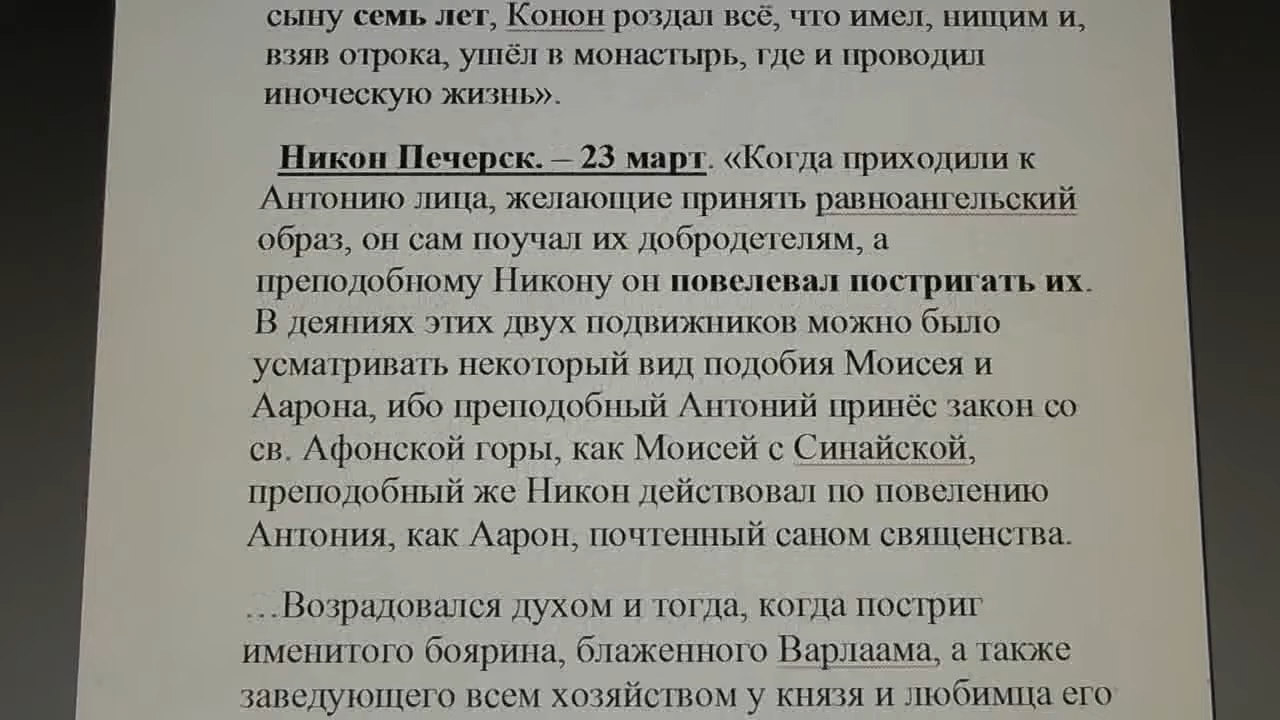 сыну семь лет, Конон роздал всё, что имел, нищим и,
взяв отрока, ушёл в монастырь, где и проводил
иноческую жизнь».
Никон Печерск. – 23 март. «Когда приходили к
Антонию лица, желающие принять равноангельский
образ, он сам поучал их добродетелям, а
преподобному Никону он повелевал постригать их.
В деяниях этих двух подвижников можно было
усматривать некоторый вид подобия Моисея и
Аарона, ибо преподобный Антоний принёс закон со
св. Афонской горы, как Моисей с Синайской,
преподобный же Никон действовал по повелению
Антония, как Аарон, почтенный саном священства.
…Возрадовался духом и тогда, когда постриг
именитого боярина, блаженного Варлаама, а также
заведующего всем хозяйством у князя и любимца его